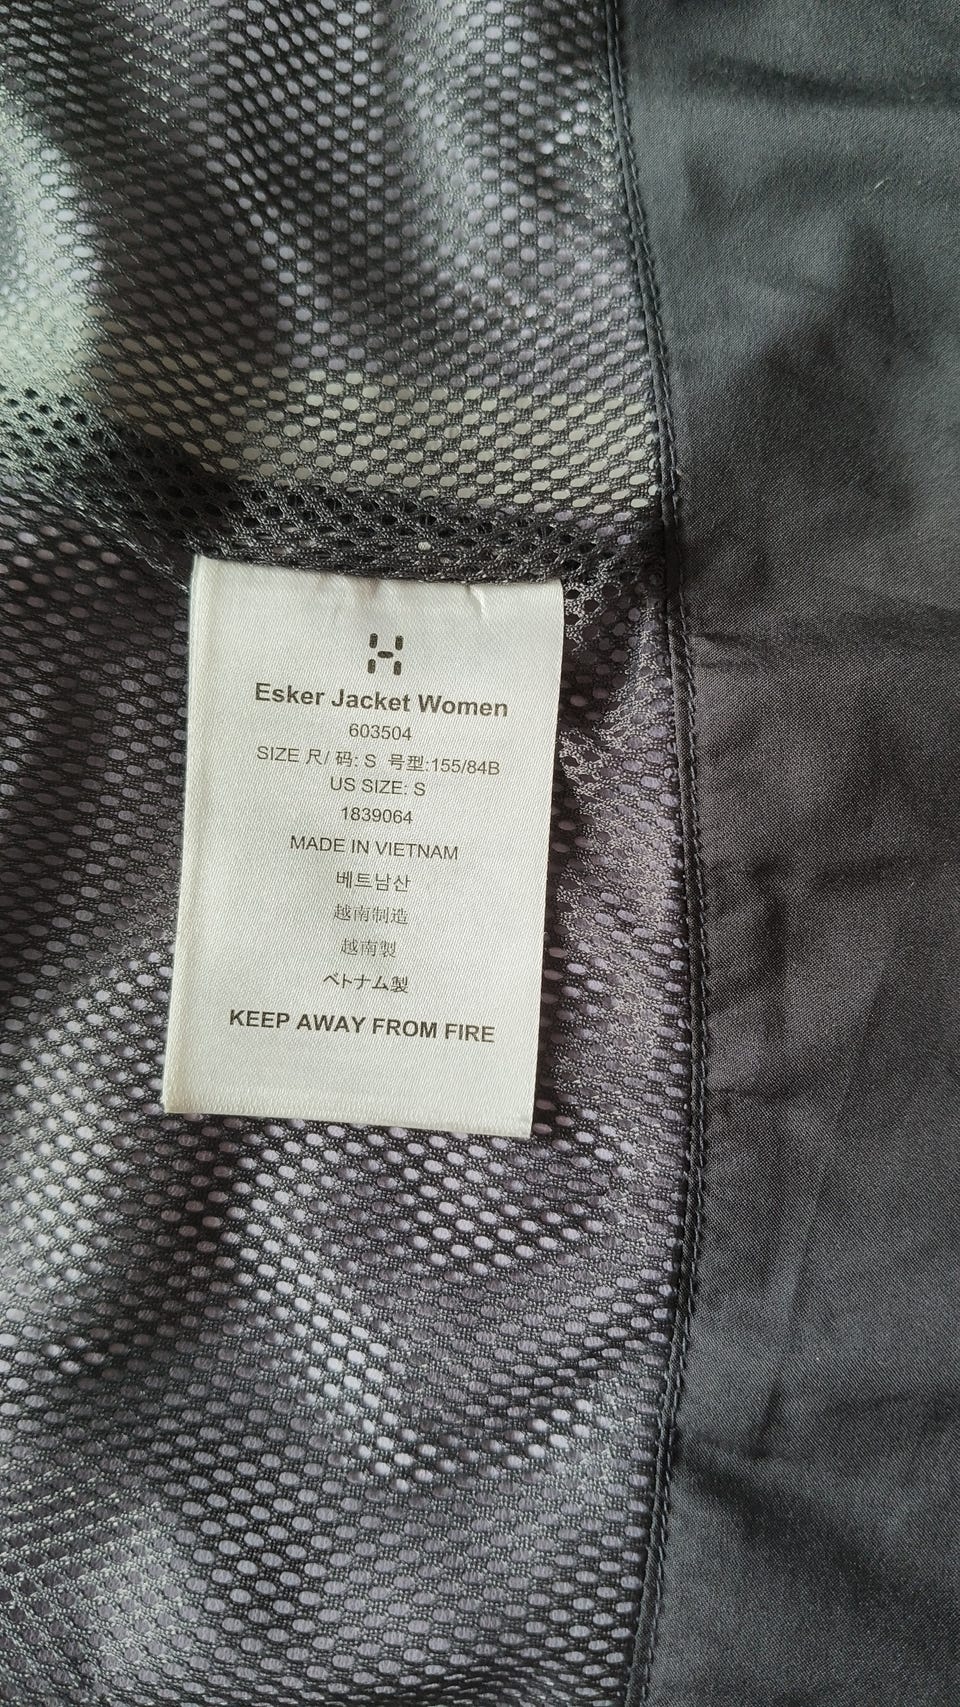 Esker Jacket Women
603504
SIZE 尺/ 码: S 号型:155/84B
US SIZE: S
1839064
MADE IN VIETNAM
베트남산
越南制造
越南製
ベトナム製
KEEP AWAY FROM FIRE